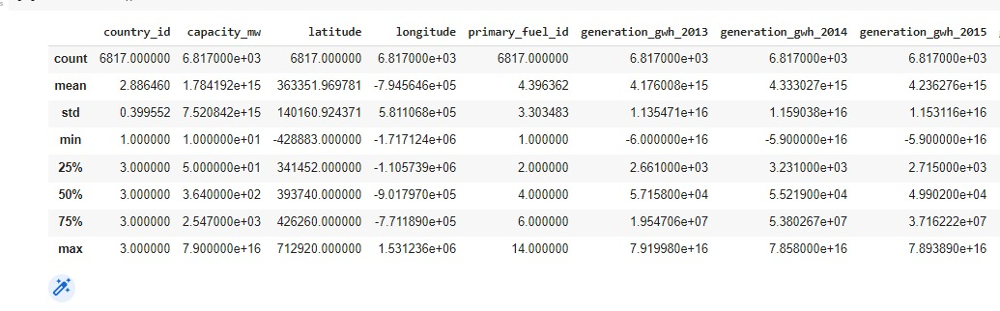 country_id capacity_mw latitude longitude primary_fuel_id generation_gwh_2013 generation_gwh_2014 generation_gwh_2015
count 6817.000000 6.817000e+03 6817.000000 6.817000e+03 6817.000000 6.817000e+03 6.817000e+03 6.817000e+03
mean 2.886460 1.784192e+15 363351.969781 -7.945646e+05 4.396362 4.176008e+15 4.333027e+15 4.236276e+15
std 0.399552 7.520842e+15 140160.924371 5.811068e+05 3.303483 1.135471e+16 1.159038e+16 1.153116e+16
min 1.000000 1.000000e+01 -428883.000000 -1.717124e+06 1.000000 -6.000000e+16 -5.900000e+16 -5.900000e+16
25% 3.000000 5.000000e+01 341452.000000 -1.105739e+06 2.000000 2.661000e+03 3.231000e+03 2.715000e+03
50% 3.000000 3.640000e+02 393740.000000 -9.017970e+05 4.000000 5.715800e+04 5.521900e+04 4.990200e+04
75% 3.000000 2.547000e+03 426260.000000 -7.711890e+05 6.000000 1.954706e+07 5.380267e+07 3.716222e+07
max 3.000000 7.900000e+16 712920.000000 1.531236e+06 14.000000 7.919980e+16 7.858000e+16 7.893890e+16